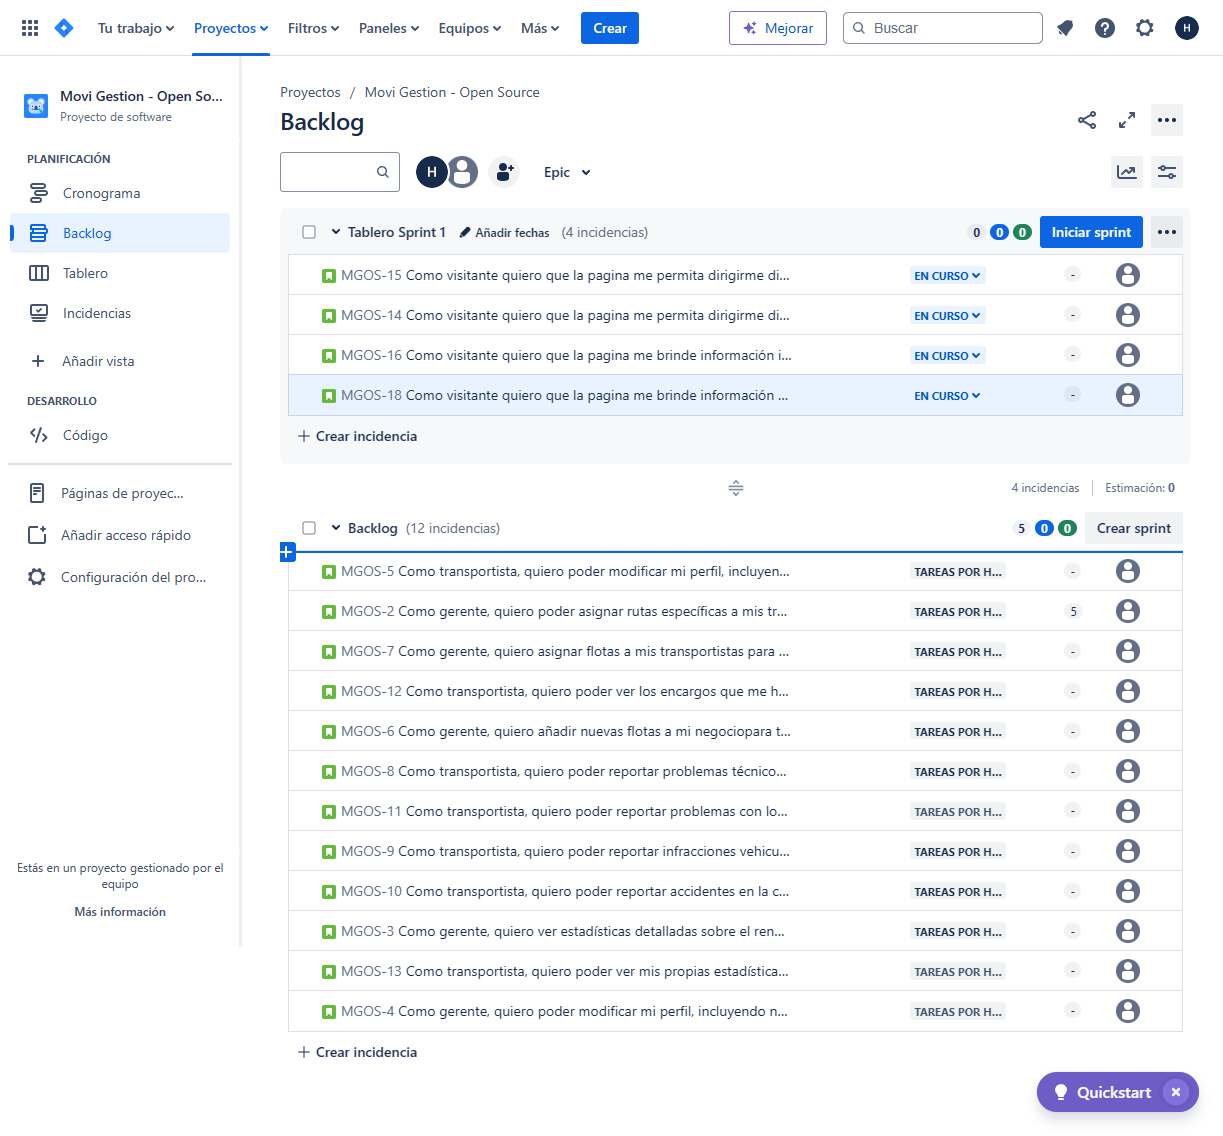 Tu trabajo Proyectos Filtros Paneles Equipos Más Crear Mejorar Buscar H
Movi Gestion - Open So...
Proyecto de software
PLANIFICACIÓN
Cronograma
Backlog
Tablero
Incidencias
Añadir vista
DESARROLLO
Código
Páginas de proyec...
Añadir acceso rápido
Configuración del pro...
Estás en un proyecto gestionado por el
equipo
Más información
Proyectos / Movi Gestion - Open Source
Backlog
H Epic
Tablero Sprint 1 Añadir fechas (4 incidencias) 0 0 0 Iniciar sprint
MGOS-15 Como visitante quiero que la pagina me permita dirigirme di... EN CURSO -
MGOS-14 Como visitante quiero que la pagina me permita dirigirme di... EN CURSO -
MGOS-16 Como visitante quiero que la pagina me brinde información i... EN CURSO -
MGOS-18 Como visitante quiero que la pagina me brinde información ... EN CURSO -
Crear incidencia
4 incidencias Estimación: 0
Backlog (12 incidencias) 5 0 0 Crear sprint
MGOS-5 Como transportista, quiero poder modificar mi perfil, incluyen... TAREAS POR H... -
MGOS-2 Como gerente, quiero poder asignar rutas específicas a mis tr... TAREAS POR H... 5
MGOS-7 Como gerente, quiero asignar flotas a mis transportistas para ... TAREAS POR H... -
MGOS-12 Como transportista, quiero poder ver los encargos que me h... TAREAS POR H... -
MGOS-6 Como gerente, quiero añadir nuevas flotas a mi negociopara t... TAREAS POR H... -
MGOS-8 Como transportista, quiero poder reportar problemas técnico... TAREAS POR H... -
MGOS-11 Como transportista, quiero poder reportar problemas con lo... TAREAS POR H... -
MGOS-9 Como transportista, quiero poder reportar infracciones vehicu... TAREAS POR H... -
MGOS-10 Como transportista, quiero poder reportar accidentes en la c... TAREAS POR H... -
MGOS-3 Como gerente, quiero ver estadísticas detalladas sobre el ren... TAREAS POR H... -
MGOS-13 Como transportista, quiero poder ver mis propias estadística... TAREAS POR H... -
MGOS-4 Como gerente, quiero poder modificar mi perfil, incluyendo n... TAREAS POR H... -
Crear incidencia
Quickstart